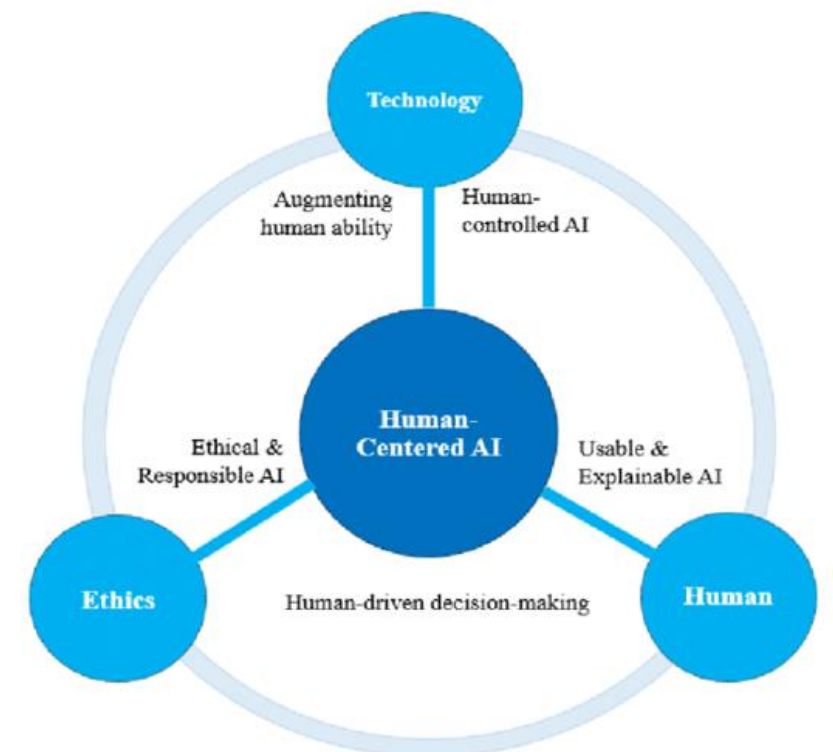 Technology
Augmenting
human ability
Human-
controlled AI
Human-
Centered AI
Ethical &
Responsible AI
Usable &
Explainable AI
Ethics
Human-driven decision-making
Human